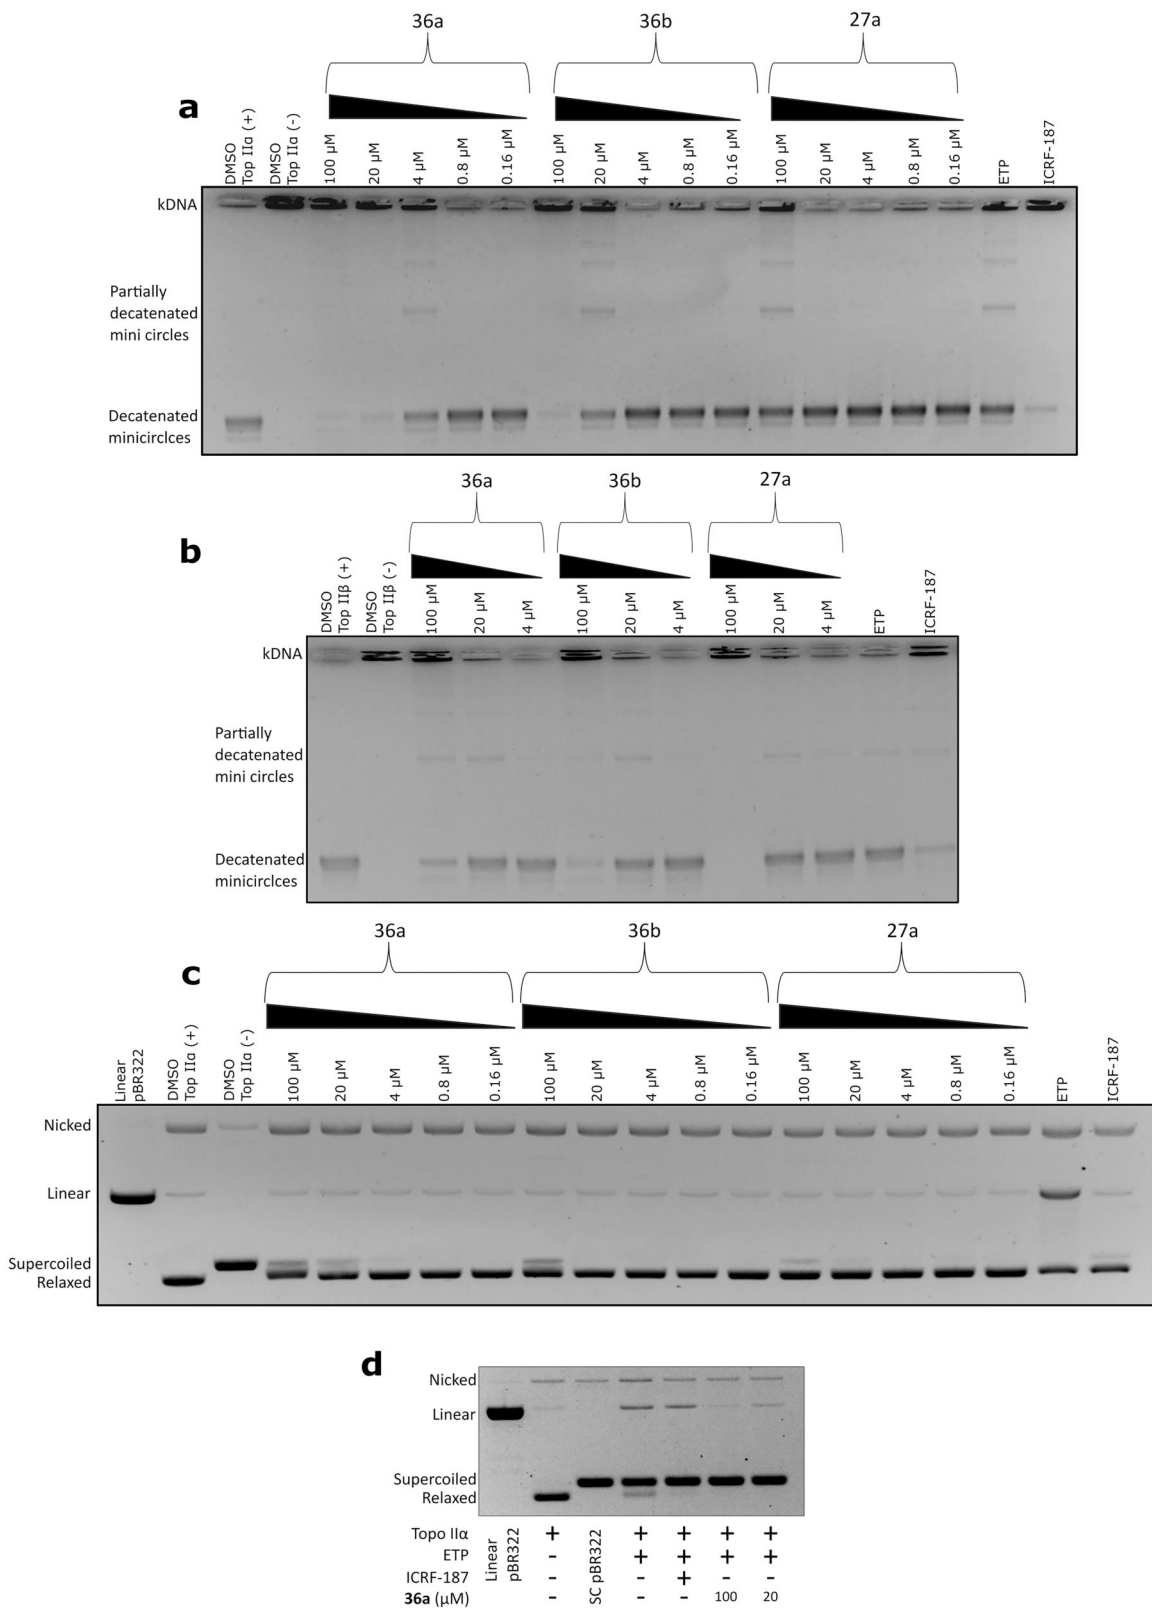 36a 36b 27a
a
DMSO
Top IIα (+)
DMSO
Top IIα (-)
100 μM
20 μM
4 μM
0.8 μM
0.16 μM
100 μM
20 μM
4 μM
0.8 μM
0.16 μM
100 μM
20 μM
4 μM
0.8 μM
0.16 μM
ETP
ICRF-187
kDNA
Partially
decatenated
mini circles
Decatenated
minicirclces
36a 36b 27a
b
DMSO
Top IIβ (+)
DMSO
Top IIβ (-)
100 μM
20 μM
4 μM
100 μM
20 μM
4 μM
100 μM
20 μM
4 μM
ETP
ICRF-187
kDNA
Partially
decatenated
mini circles
Decatenated
minicirclces
36a 36b 27a
c
Linear
pBR322
DMSO
Top IIα (+)
DMSO
Top IIα (-)
100 μM
20 μM
4 μM
0.8 μM
0.16 μM
100 μM
20 μM
4 μM
0.8 μM
0.16 μM
100 μM
20 μM
4 μM
0.8 μM
0.16 μM
ETP
ICRF-187
Nicked
Linear
Supercoiled
Relaxed
d
Nicked
Linear
Supercoiled
Relaxed
Linear
pBR322
SC pBR322
Topo IIα + + + + +
ETP - + + + +
ICRF-187 - - + - -
36a (μM) - - - 100 20